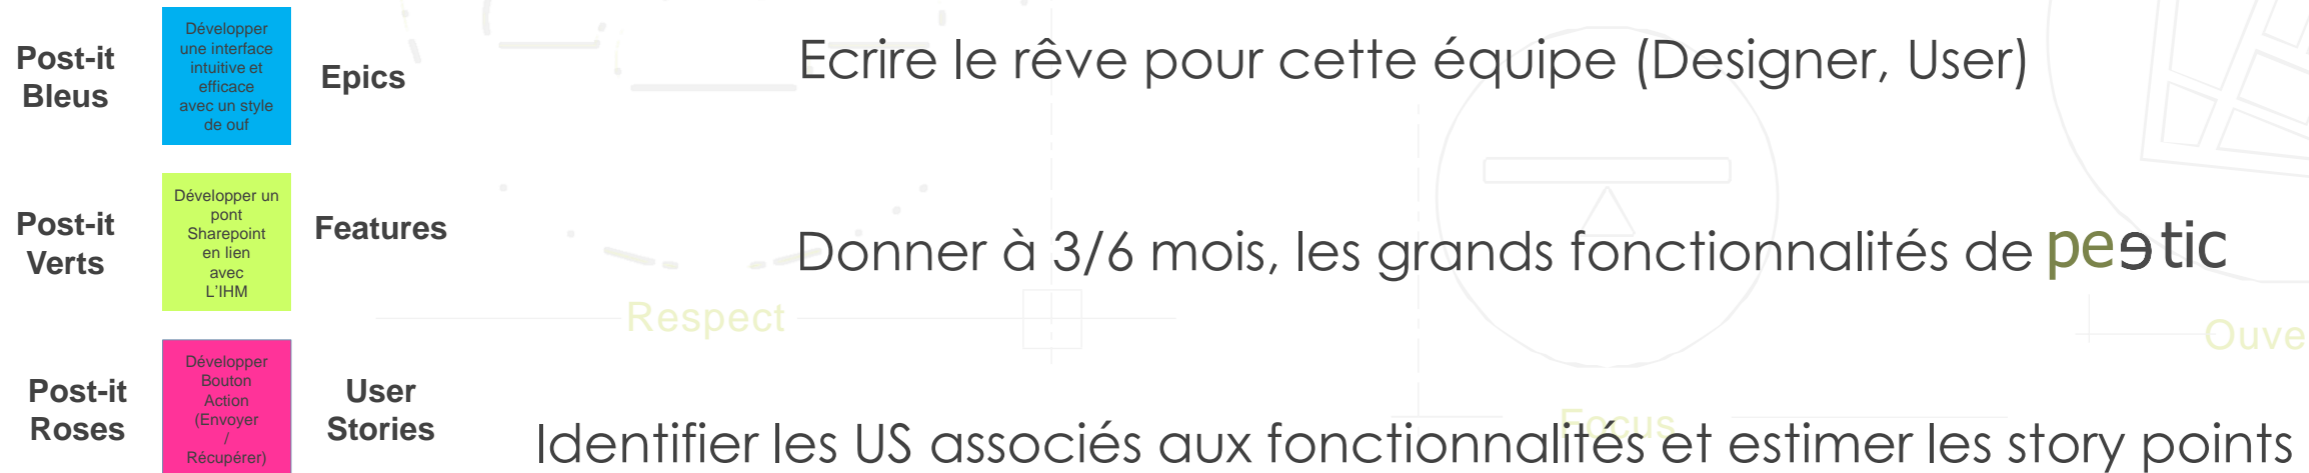 Post-it
Bleus
Développer
une interface
intuitive et
efficace
avec un style
de ouf
Epics
Ecrire le rêve pour cette équipe (Designer, User)
Post-it
Verts
Développer un
pont
Sharepoint
en lien
avec
L'IHM
Features
Donner à 3/6 mois, les grands fonctionnalités de peetic
Respect
Ouve
Post-it
Roses
Développer
Bouton
Action
(Envoyer
/
Récupérer)
User
Stories
Focus
Identifier les US associés aux fonctionnalités et estimer les story points